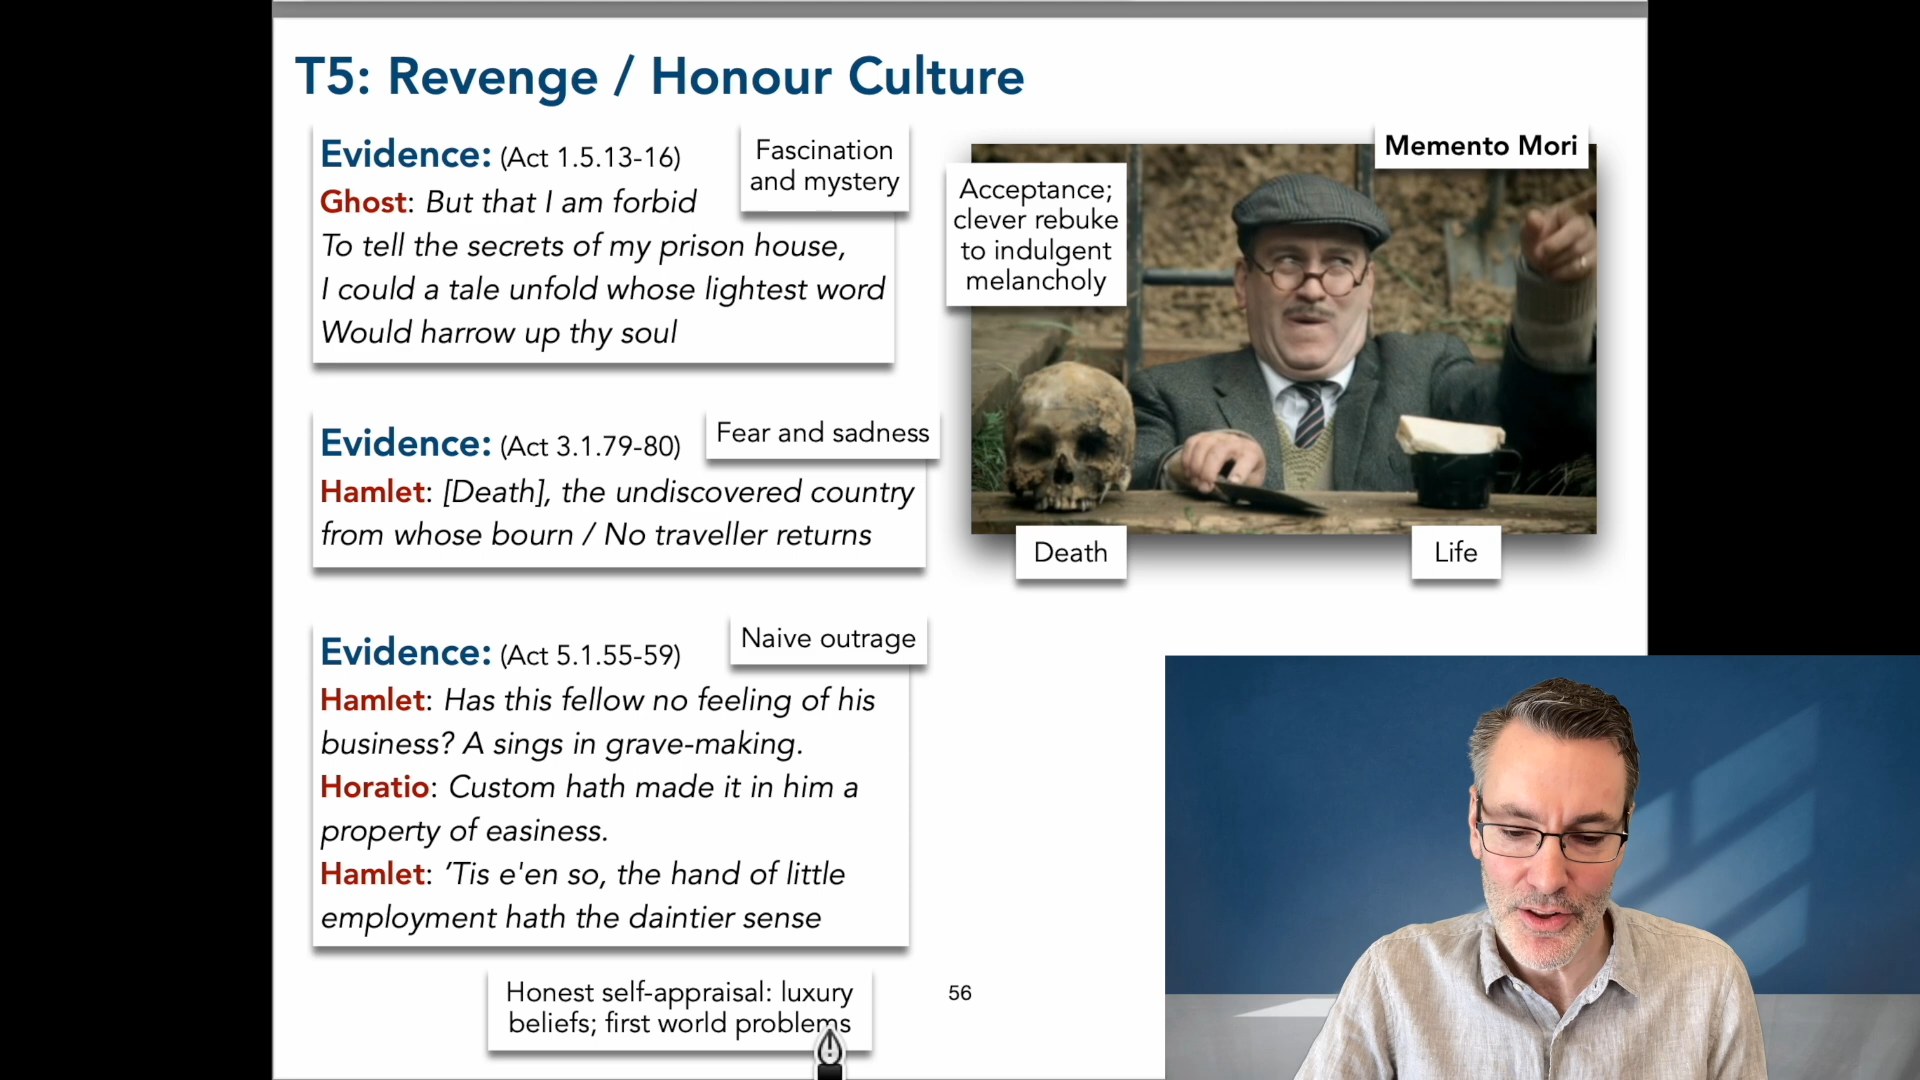 T5: Revenge / Honour Culture
Evidence: (Act 1.5.13-16)
Ghost: But that I am forbid
To tell the secrets of my prison house,
I could a tale unfold whose lightest word
Would harrow up thy soul
Fascination
and mystery
Evidence: (Act 3.1.79-80)
Hamlet: [Death], the undiscovered country
from whose bourn / No traveller returns
Fear and sadness
Evidence: (Act 5.1.55-59)
Hamlet: Has this fellow no feeling of his
business? A sings in grave-making.
Horatio: Custom hath made it in him a
property of easiness.
Hamlet: ‘Tis e'en so, the hand of little
employment hath the daintier sense
Naive outrage
Honest self-appraisal: luxury
beliefs; first world problems
Memento Mori
Acceptance;
clever rebuke
to indulgent
melancholy
Death
Life
56